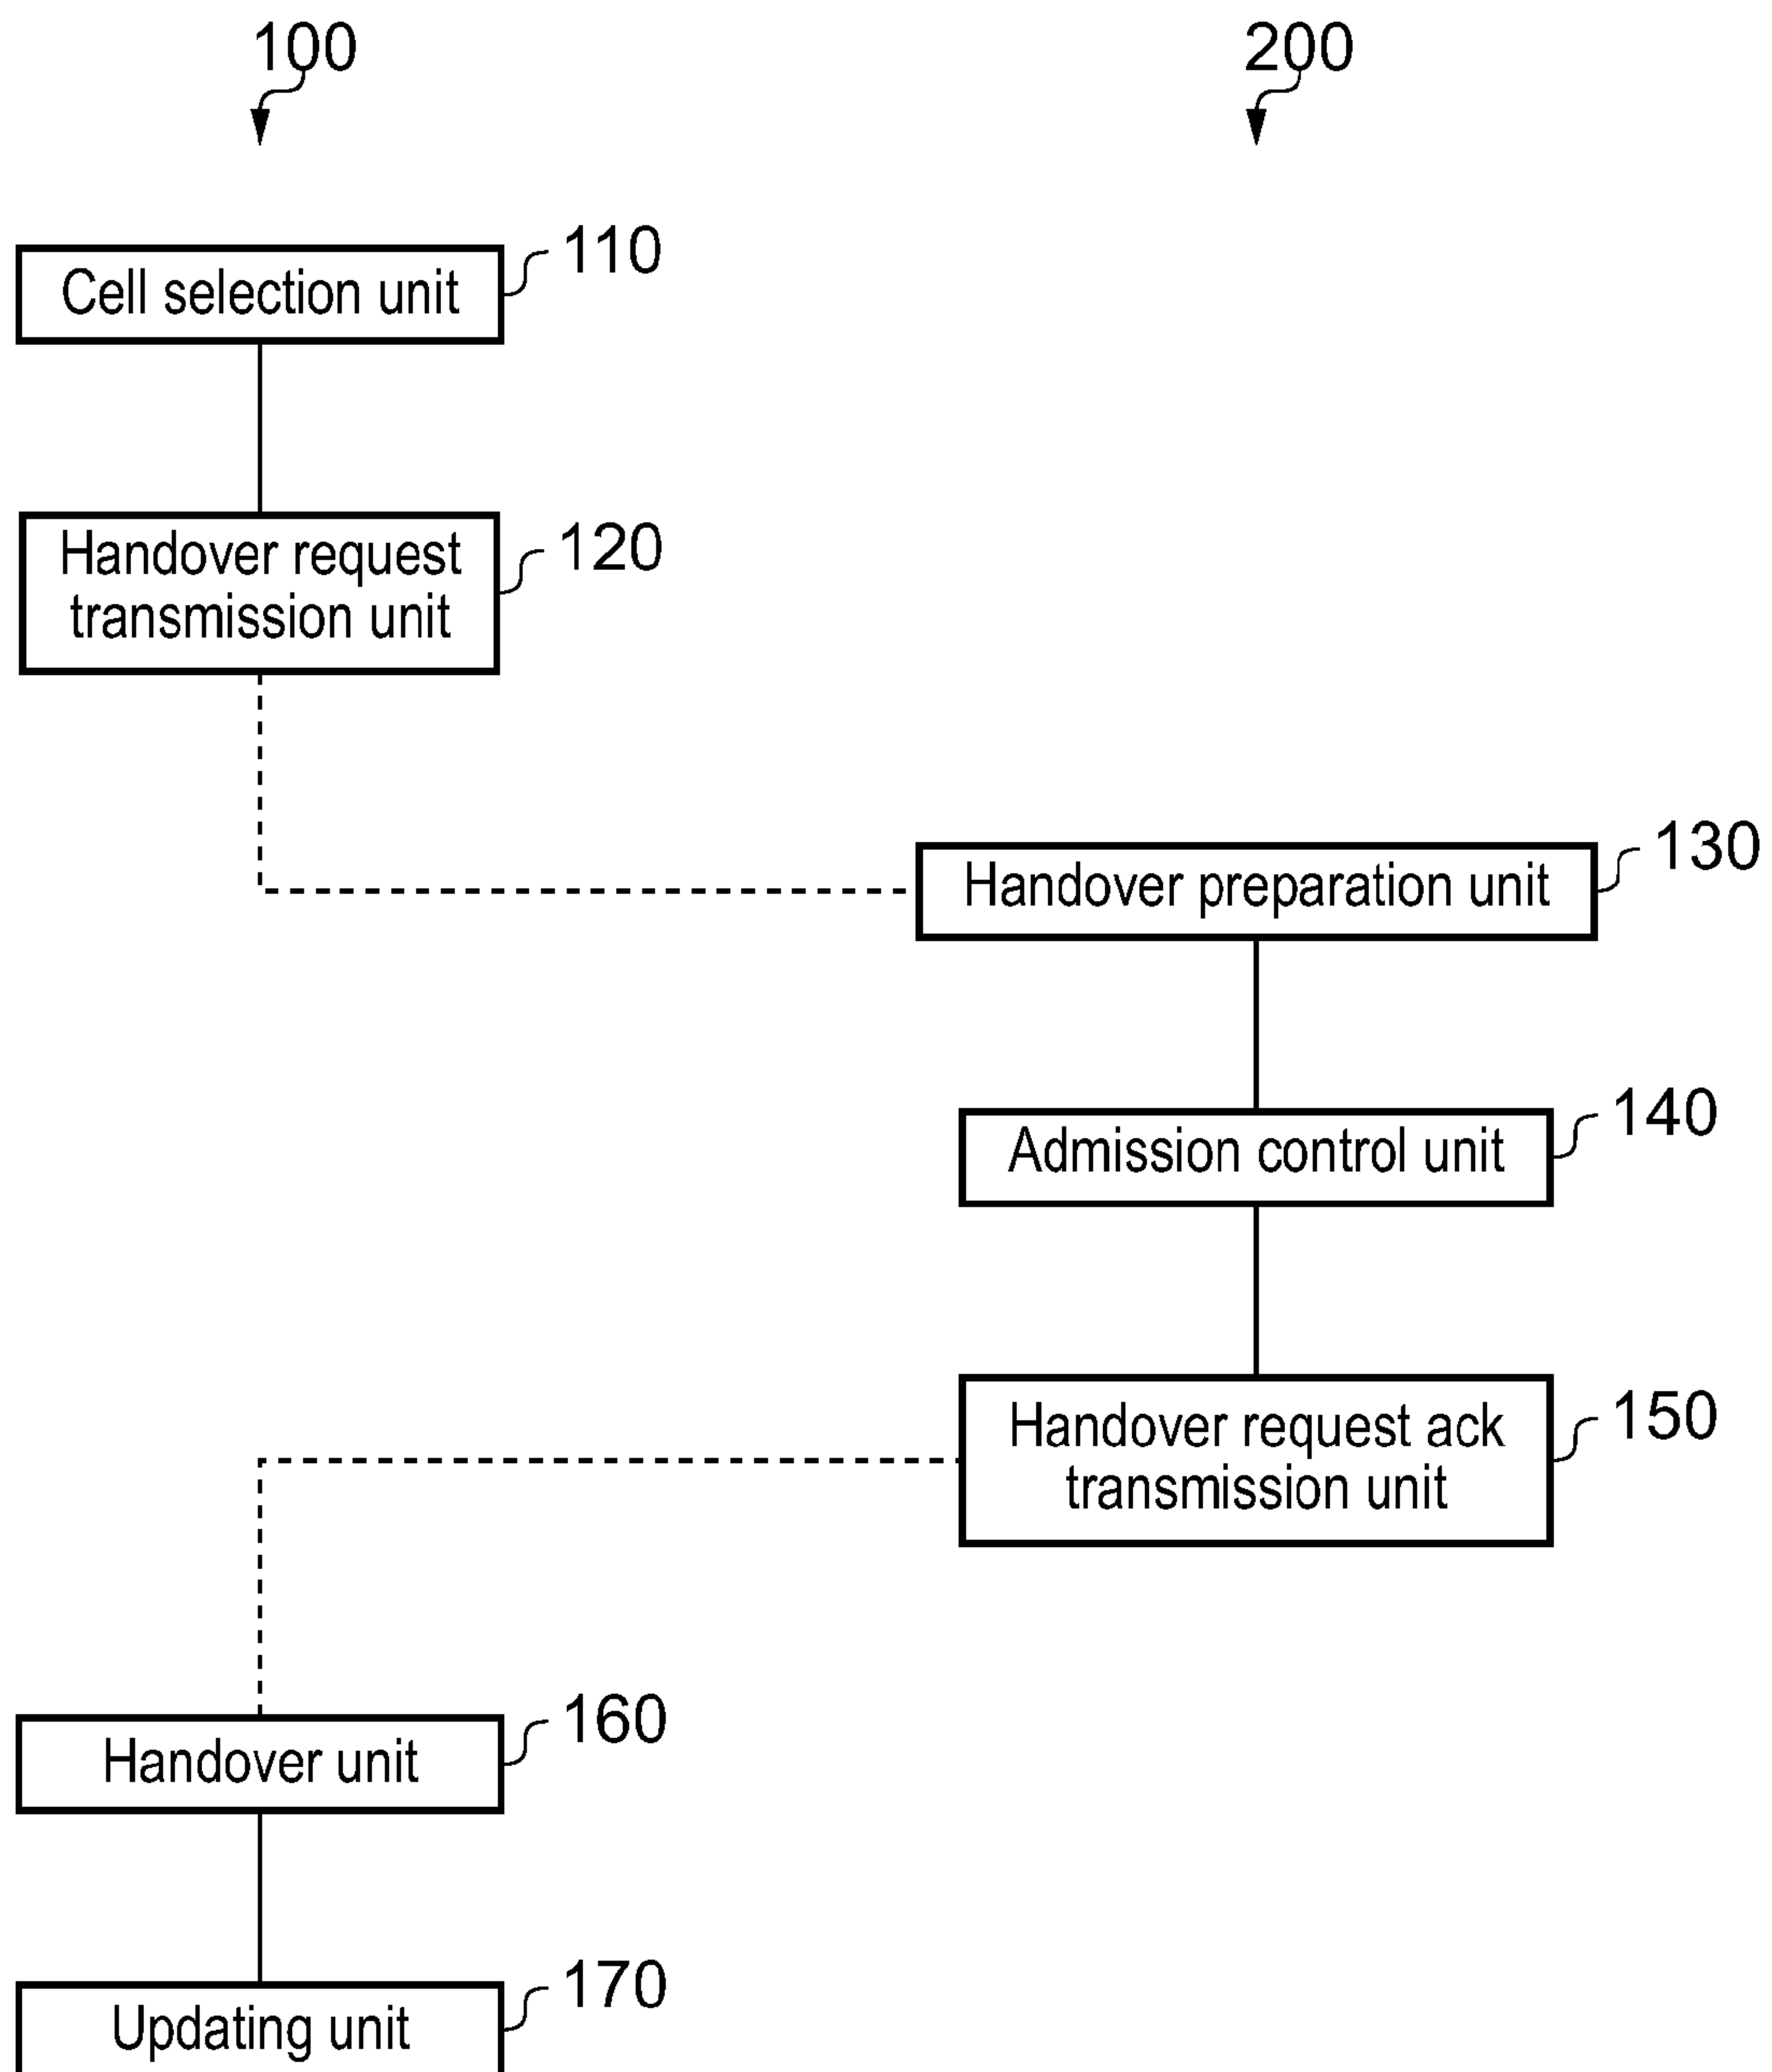 100
200
Cell selection unit
110
Handover request
transmission unit
120
Handover preparation unit
130
Admission control unit
140
Handover request ack
transmission unit
150
Handover unit
160
Updating unit
170